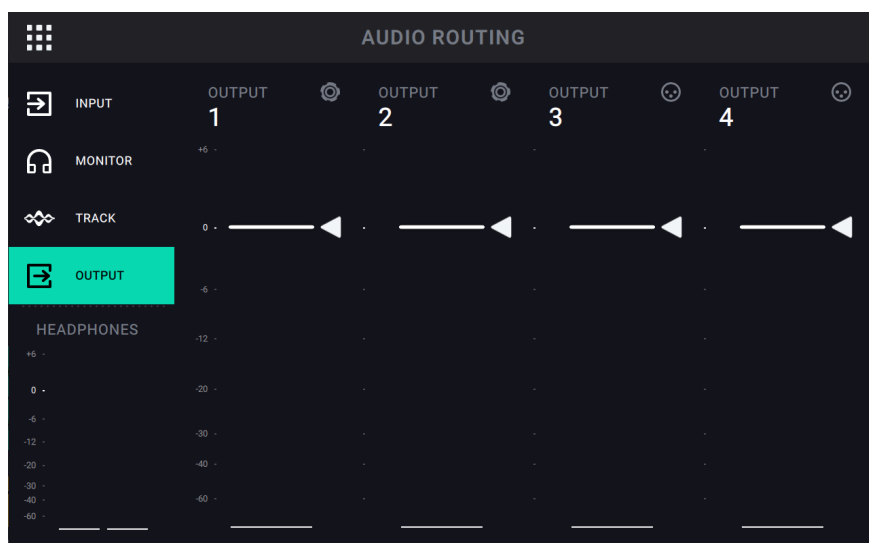 AUDIO ROUTING
INPUT
MONITOR
TRACK
OUTPUT
HEADPHONES
+6 -
0 -
-6 -
-12 -
-20 -
-30 -
-40 -
-60 -
OUTPUT OUTPUT OUTPUT OUTPUT
1 2 3 4
+6 -
0 -
-6 -
-12 -
-20 -
-30 -
-40 -
-60 -